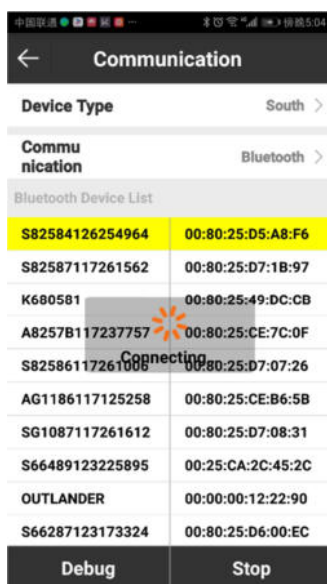 中国联通 傍晚5:04
Communication
Device Type South
Commu
nication
Bluetooth
Bluetooth Device List
S82584126254964 00:80:25:D5:A8:F6
S82587117261562 00:80:25:D7:1B:97
K680581 00:80:25:49:DC:CB
A8257B117237757 00:80:25:CE:7C:0F
Connecting...
S82586117261006 00:80:25:D7:07:26
AG1186117125258 00:80:25:CE:B6:5B
SG1087117261612 00:80:25:D7:08:31
S66489123225895 00:25:CA:2C:45:2C
OUTLANDER 00:00:00:12:22:90
S66287123173324 00:80:25:D6:00:EC
Debug Stop